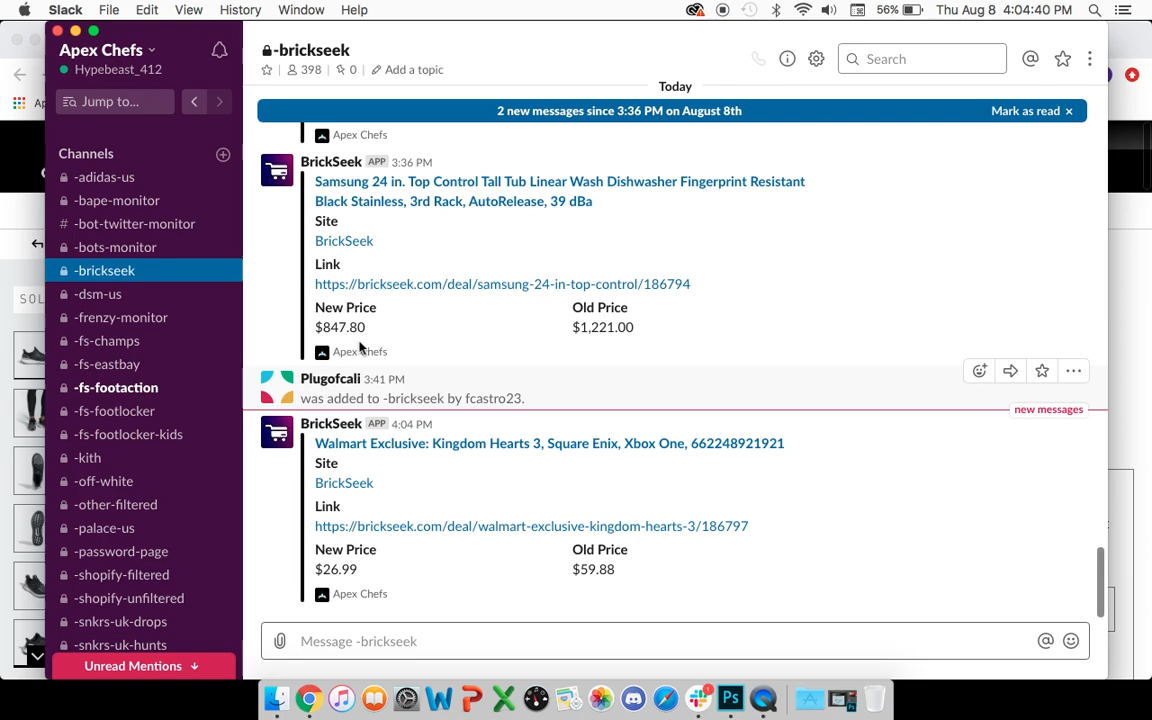 Slack File Edit View History Window Help 56% Thu Aug 8 4:04:40 PM
Apex Chefs
Hypebeast_412
Jump to...
Channels
-adidas-us
-bape-monitor
# -bot-twitter-monitor
-bots-monitor
-brickseek
-dsm-us
-frenzy-monitor
-fs-champs
-fs-eastbay
-fs-footaction
-fs-footlocker
-fs-footlocker-kids
-kith
-off-white
-other-filtered
-palace-us
-password-page
-shopify-filtered
-shopify-unfiltered
-snkrs-uk-drops
-snkrs-uk-hunts
Unread Mentions ↓
-brickseek
398 0 Add a topic
Search
Today
2 new messages since 3:36 PM on August 8th Mark as read ×
Apex Chefs
BrickSeek APP 3:36 PM
Samsung 24 in. Top Control Tall Tub Linear Wash Dishwasher Fingerprint Resistant
Black Stainless, 3rd Rack, AutoRelease, 39 dBa
Site
BrickSeek
Link
https://brickseek.com/deal/samsung-24-in-top-control/186794
New Price Old Price
$847.80 $1,221.00
Apex Chefs
Plugofcali 3:41 PM
was added to -brickseek by fcastro23.
new messages
BrickSeek APP 4:04 PM
Walmart Exclusive: Kingdom Hearts 3, Square Enix, Xbox One, 662248921921
Site
BrickSeek
Link
https://brickseek.com/deal/walmart-exclusive-kingdom-hearts-3/186797
New Price Old Price
$26.99 $59.88
Apex Chefs
Message -brickseek